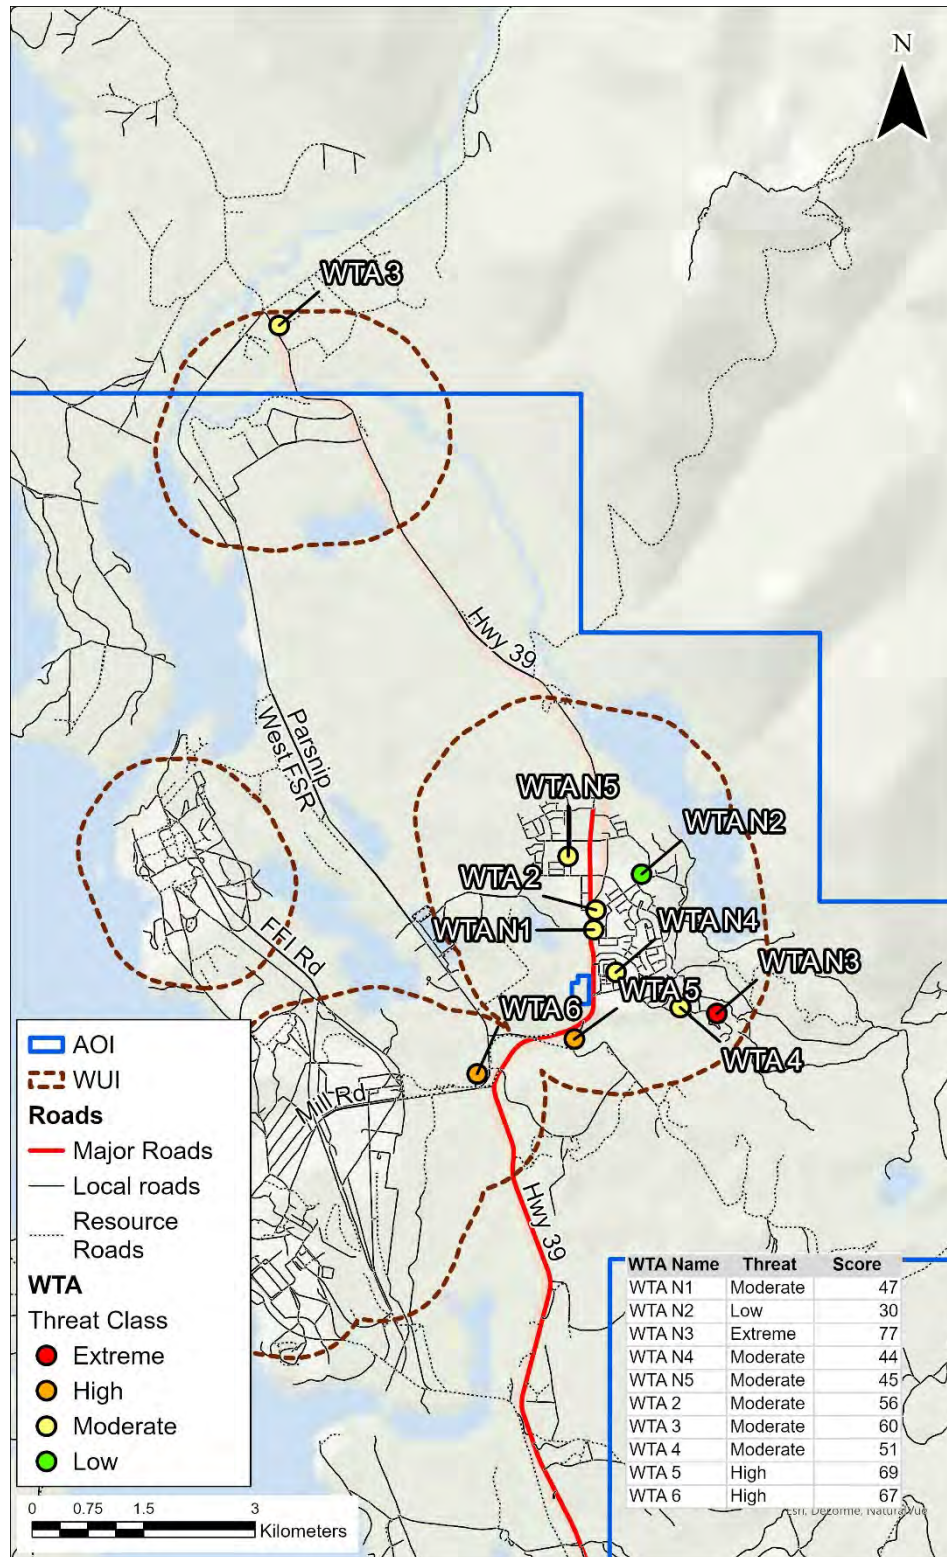 N
WTA 3
Hwy 39
Parsnip
West FSR
WTA N5
WTA N2
WTA 2
WTA N1
WTA N4
FFI Rd
WTA N3
WTA 5
WTA 6
WTA 4
Mill Rd
Hwy 39
AOI
WUI
Roads
Major Roads
Local roads
Resource
Roads
WTA
Threat Class
Extreme
High
Moderate
Low
0 0.75 1.5 3
Kilometers
WTA Name Threat Score
WTA N1 Moderate 47
WTA N2 Low 30
WTA N3 Extreme 77
WTA N4 Moderate 44
WTA N5 Moderate 45
WTA 2 Moderate 56
WTA 3 Moderate 60
WTA 4 Moderate 51
WTA 5 High 69
WTA 6 High 67
Esri, DeLorme, NaturalVue